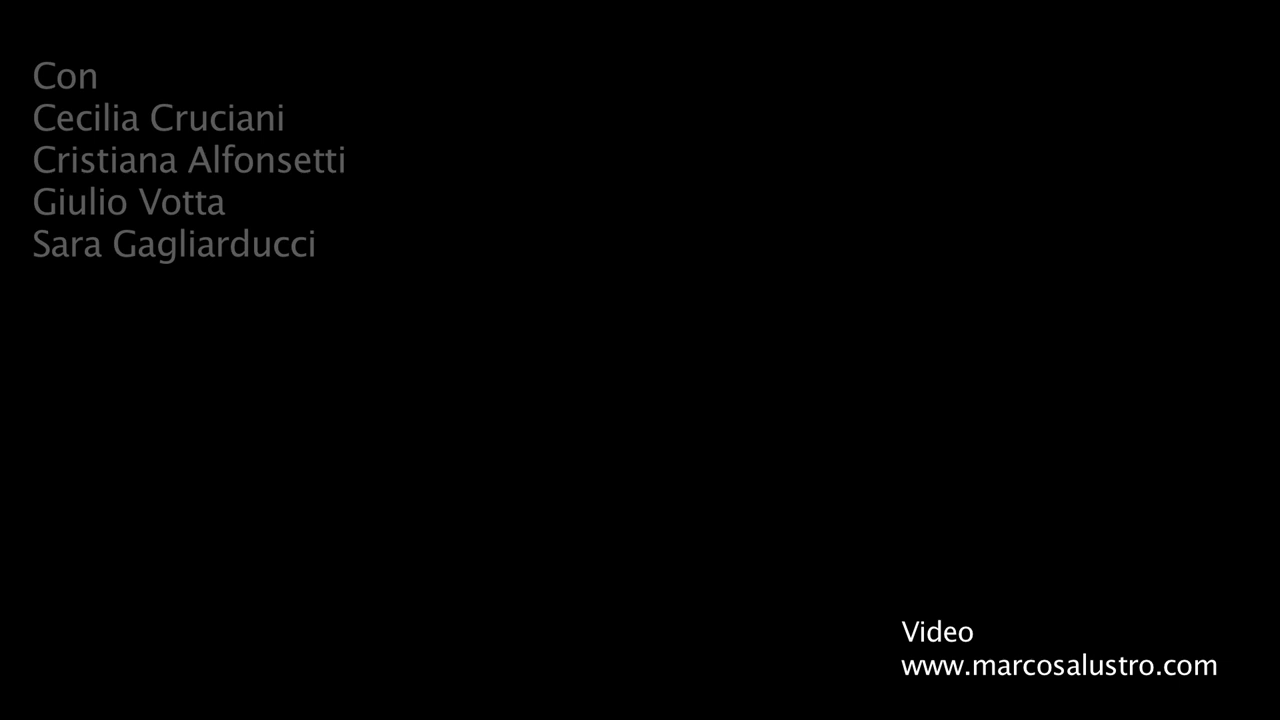 Con
Cecilia Cruciani
Cristiana Alfonsetti
Giulio Votta
Sara Gagliarducci
Video
www.marcosalustro.com